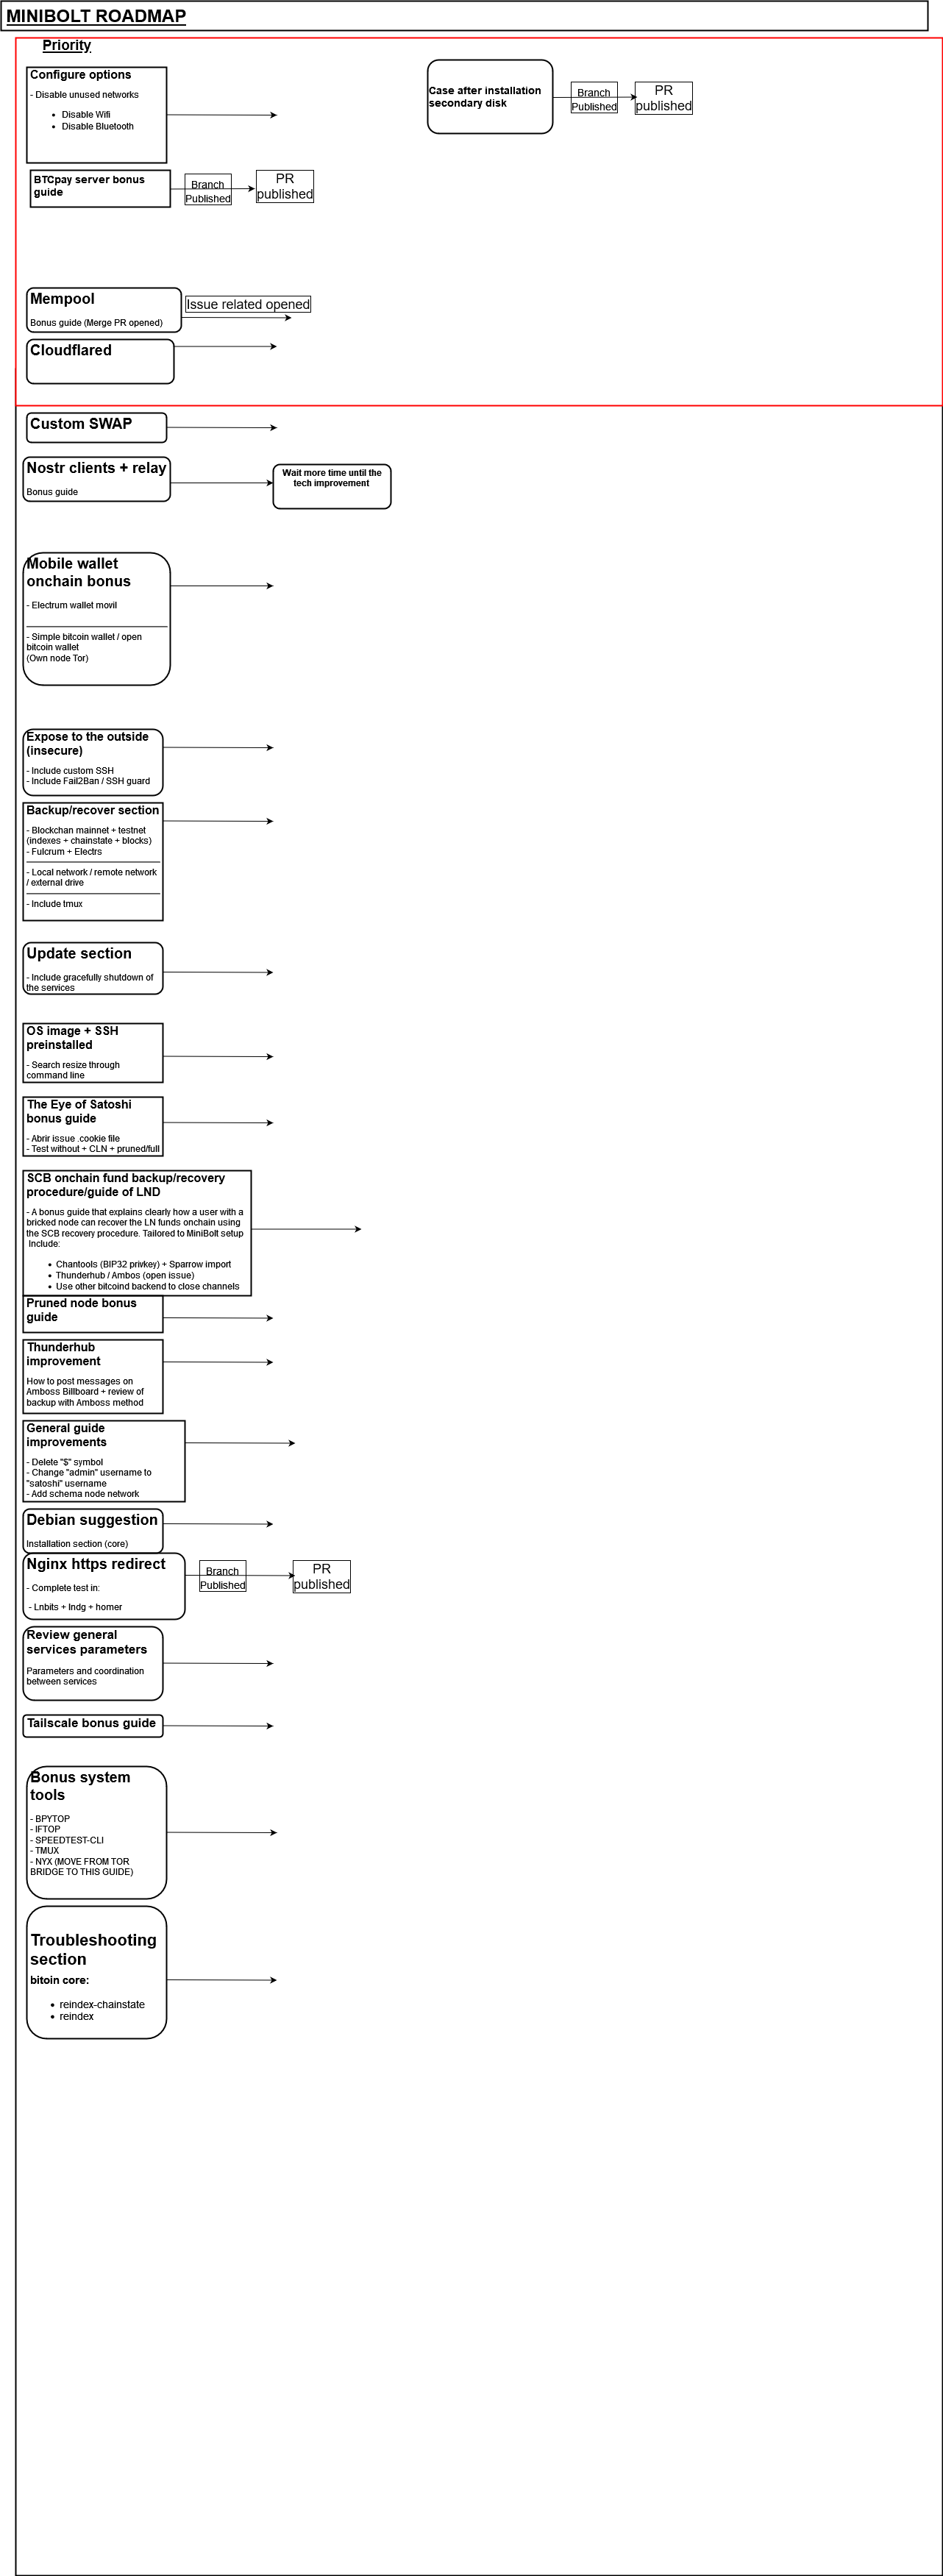 MINIBOLT ROADMAP
Priority
Configure options
- Disable unused networks
• Disable Wifi
• Disable Bluetooth
Case after installation
secondary disk
Branch
Published
PR
published
BTCpay server bonus
guide
Branch
Published
PR
published
Mempool
Bonus guide (Merge PR opened)
Issue related opened
Cloudflared
Custom SWAP
Nostr clients + relay
Bonus guide
Wait more time until the
tech improvement
Mobile wallet
onchain bonus
- Electrum wallet movil
- Simple bitcoin wallet / open
bitcoin wallet
(Own node Tor)
Expose to the outside
(insecure)
- Include custom SSH
- Include Fail2Ban / SSH guard
Backup/recover section
- Blockchan mainnet + testnet
(indexes + chainstate + blocks)
- Fulcrum + Electrs
- Local network / remote network
/ external drive
- Include tmux
Update section
- Include gracefully shutdown of
the services
OS image + SSH
preinstalled
- Search resize through
command line
The Eye of Satoshi
bonus guide
- Abrir issue .cookie file
- Test without + CLN + pruned/full
SCB onchain fund backup/recovery
procedure/guide of LND
- A bonus guide that explains clearly how a user with a
bricked node can recover the LN funds onchain using
the SCB recovery procedure. Tailored to MiniBolt setup
Include:
• Chantools (BIP32 privkey) + Sparrow import
• Thunderhub / Ambos (open issue)
• Use other bitcoind backend to close channels
Pruned node bonus
guide
Thunderhub
improvement
How to post messages on
Amboss Billboard + review of
backup with Amboss method
General guide
improvements
- Delete "$" symbol
- Change "admin" username to
"satoshi" username
- Add schema node network
Debian suggestion
Installation section (core)
Nginx https redirect
- Complete test in:
- Lnbits + lndg + homer
Branch
Published
PR
published
Review general
services parameters
Parameters and coordination
between services
Tailscale bonus guide
Bonus system
tools
- BPYTOP
- IFTOP
- SPEEDTEST-CLI
- TMUX
- NYX (MOVE FROM TOR
BRIDGE TO THIS GUIDE)
Troubleshooting
section
bitoin core:
• reindex-chainstate
• reindex